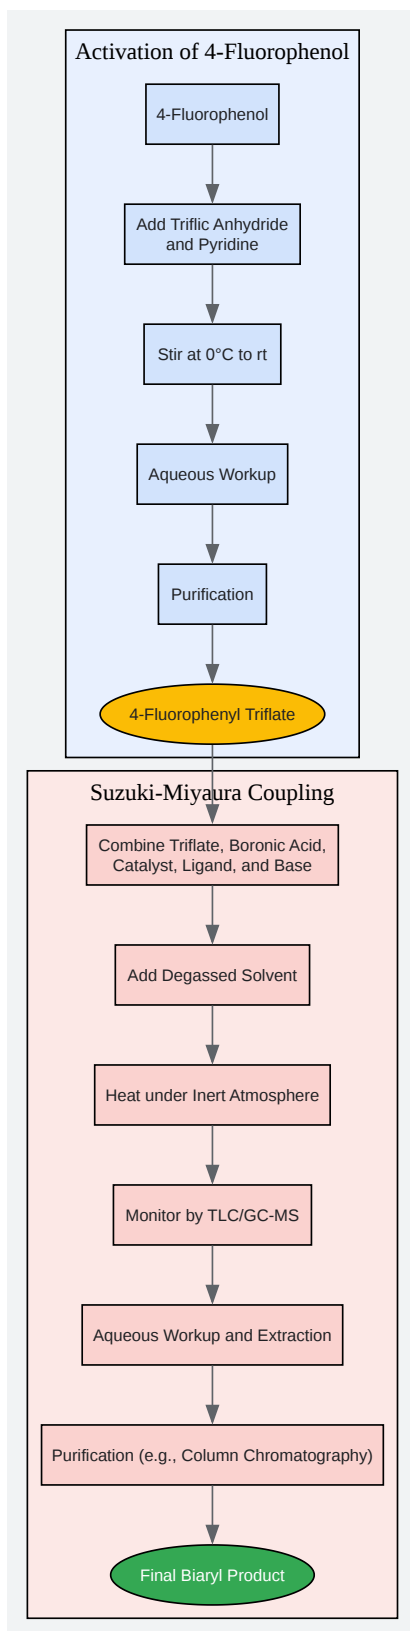 Activation of 4-Fluorophenol
4-Fluorophenol
Add Triflic Anhydride
and Pyridine
Stir at 0°C to rt
Aqueous Workup
Purification
4-Fluorophenyl Triflate
Suzuki-Miyaura Coupling
Combine Triflate, Boronic Acid,
Catalyst, Ligand, and Base
Add Degassed Solvent
Heat under Inert Atmosphere
Monitor by TLC/GC-MS
Aqueous Workup and Extraction
Purification (e.g., Column Chromatography)
Final Biaryl Product